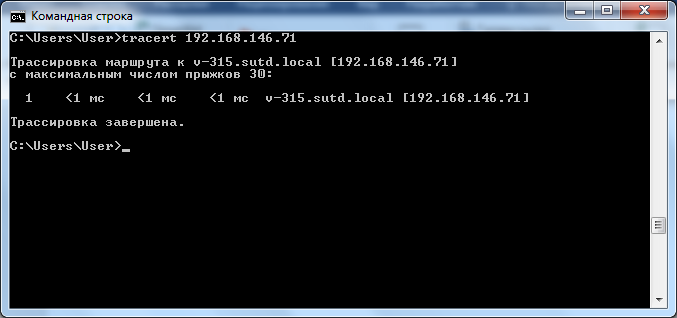 Командная строка
C:\Users\User>tracert 192.168.146.71
Трассировка маршрута к v-315.sutd.local [192.168.146.71]
с максимальным числом прыжков 30:
1 <1 мс <1 мс <1 мс v-315.sutd.local [192.168.146.71]
Трассировка завершена.
C:\Users\User>_